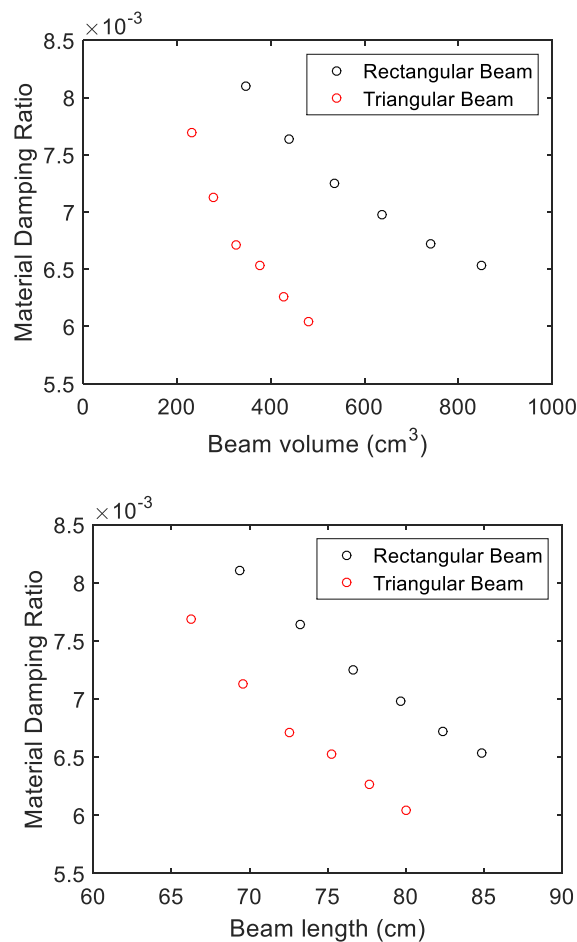 ×10-3
8.5
8
7.5
7
6.5
6
5.5
Material Damping Ratio
Rectangular Beam
Triangular Beam
0 200 400 600 800 1000
Beam volume (cm3)
×10-3
8.5
8
7.5
7
6.5
6
5.5
Material Damping Ratio
Rectangular Beam
Triangular Beam
60 65 70 75 80 85 90
Beam length (cm)